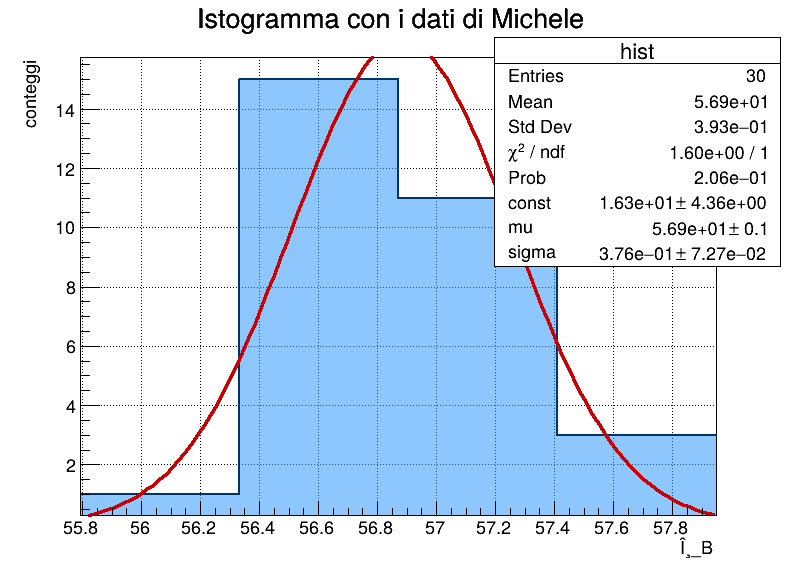 Istogramma con i dati di Michele
conteggi
hist
Entries 30
Mean 5.69e+01
Std Dev 3.93e−01
χ² / ndf 1.60e+00 / 1
Prob 2.06e−01
const 1.63e+01± 4.36e+00
mu 5.69e+01± 0.1
sigma 3.76e−01± 7.27e−02
14
12
10
8
6
4
2
55.8 56 56.2 56.4 56.6 56.8 57 57.2 57.4 57.6 57.8
Î¸_B